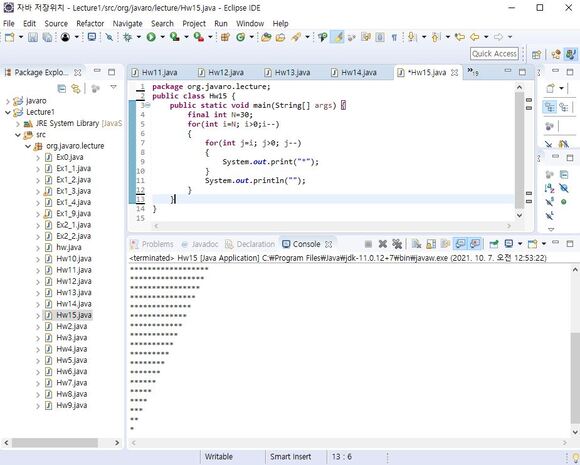 자바 저장위치 - Lecture1/src/org/javaro/lecture/Hw15.java - Eclipse IDE
File Edit Source Refactor Navigate Search Project Run Window Help
Quick Access
Package Explo...
javaro
Lecture1
JRE System Library [JavaS
src
org.javaro.lecture
Ex0.java
Ex1_1.java
Ex1_2.java
Ex1_3.java
Ex1_4.java
Ex1_9.java
Ex2_1.java
Ex2_2.java
hw.java
Hw10.java
Hw11.java
Hw12.java
Hw13.java
Hw14.java
Hw15.java
Hw2.java
Hw3.java
Hw4.java
Hw5.java
Hw6.java
Hw7.java
Hw8.java
Hw9.java
Hw11.java Hw12.java Hw13.java Hw14.java *Hw15.java »9
1 package org.javaro.lecture;
2 public class Hw15 {
3 public static void main(String[] args) {
4 final int N=30;
5 for(int i=N; i>0;i--)
6 {
7 for(int j=i; j>0; j--)
8 {
9 System.out.print("*");
10 }
11 System.out.println("");
12 }
13 }
14 }
15
Problems Javadoc Declaration Console
<terminated> Hw15 [Java Application] C:₩Program Files₩Java₩jdk-11.0.12+7₩bin₩javaw.exe (2021. 10. 7. 오전 12:53:22)
******************
*****************
****************
***************
**************
*************
************
***********
**********
*********
********
*******
******
*****
****
***
**
*
Writable Smart Insert 13 : 6